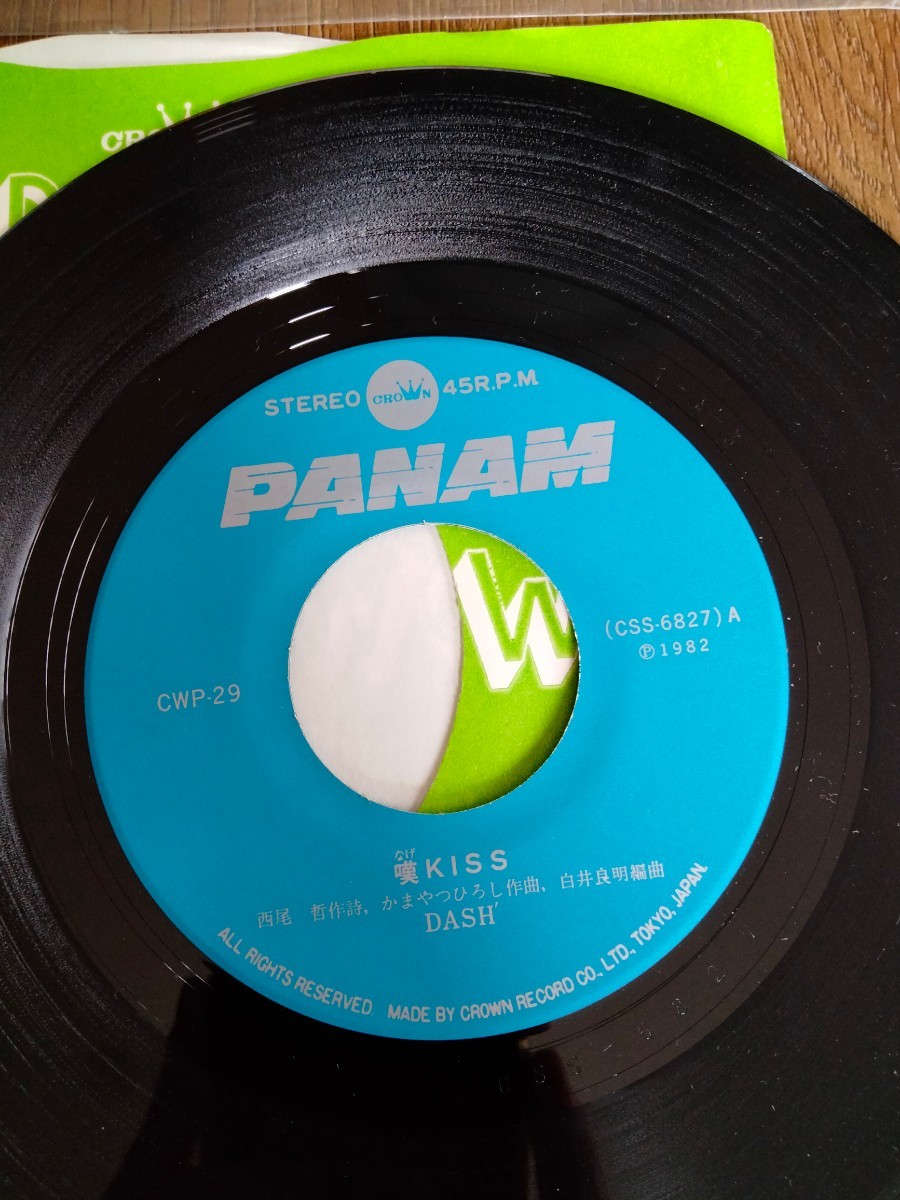 STEREO CROWN 45R.P.M.
PANAM
(CSS-6827) A
Ⓟ1982
CWP-29
なげ
嘆KISS
西尾 哲作詩, かまやつひろし作曲, 白井良明編曲
DASH'
ALL RIGHTS RESERVED. MADE BY CROWN RECORD CO., LTD., TOKYO, JAPAN.